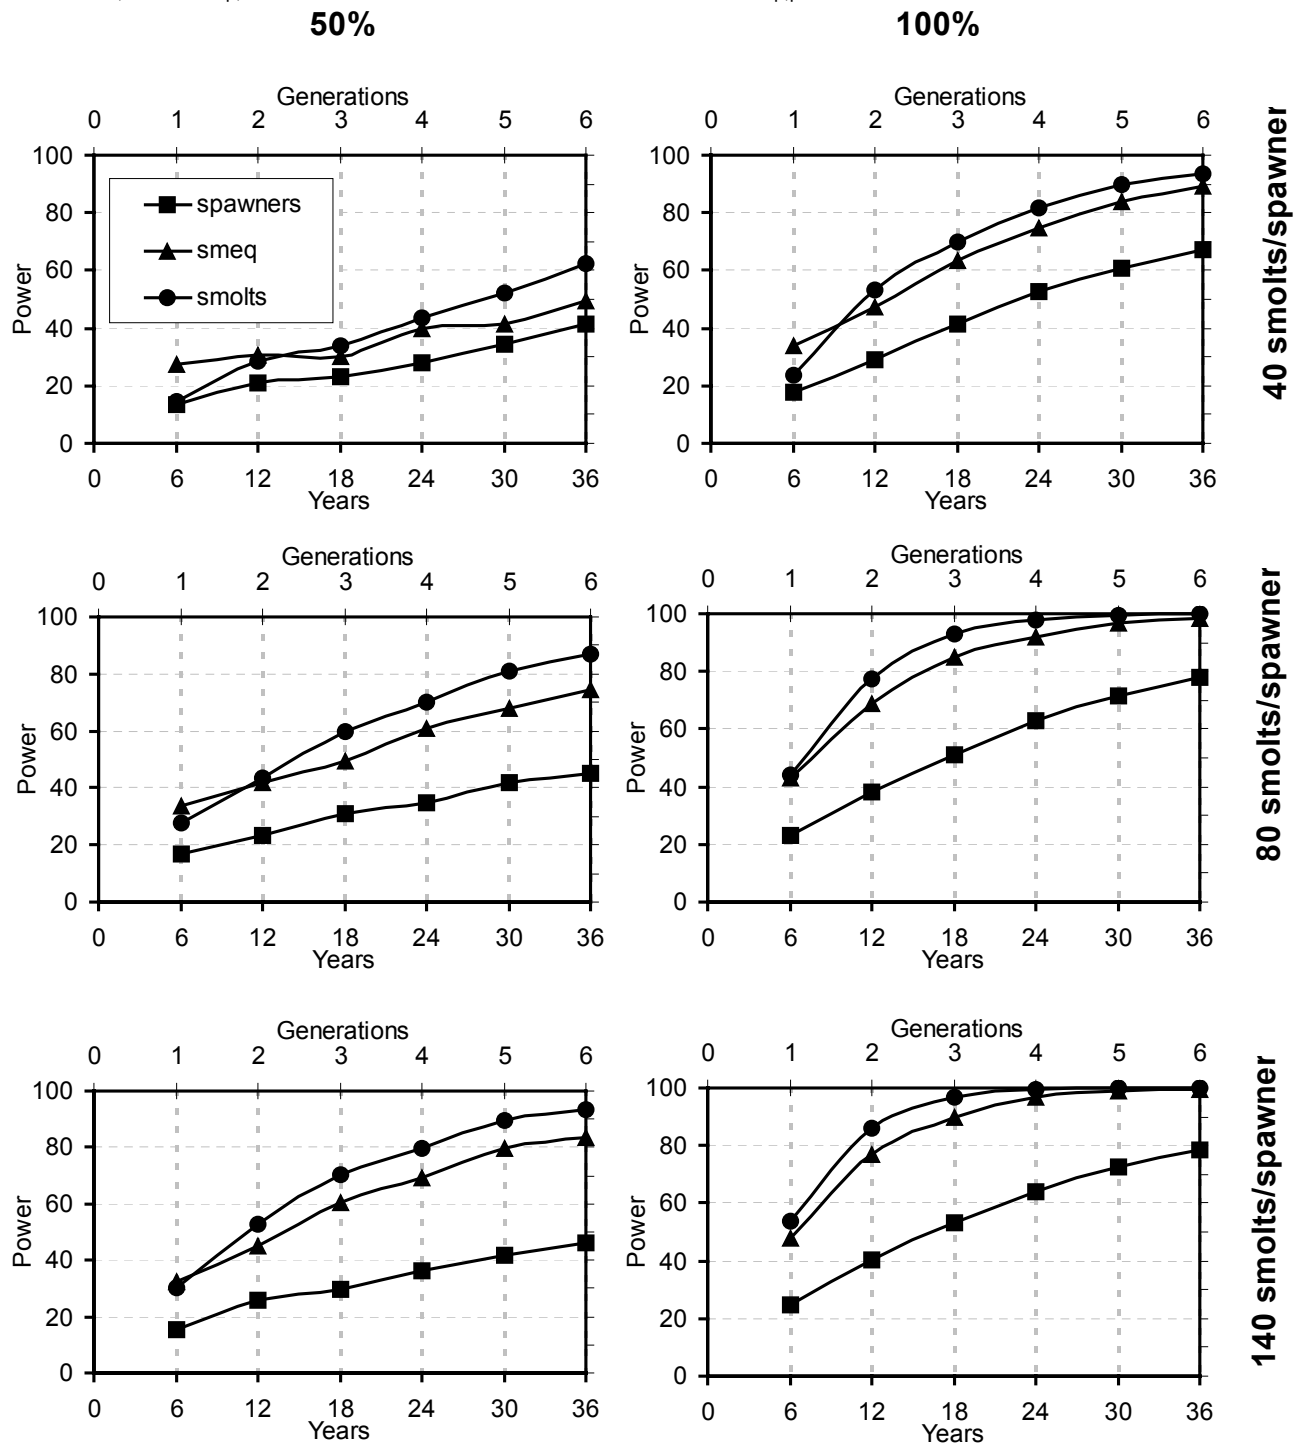 50% 100%
Generations Generations
0 1 2 3 4 5 6 0 1 2 3 4 5 6
100 100
80 80
60 60
40 40
20 20
0 0
spawners
smeq
smolts
Power Power
40 smolts/spawner
0 6 12 18 24 30 36 0 6 12 18 24 30 36
Years Years
Generations Generations
0 1 2 3 4 5 6 0 1 2 3 4 5 6
100 100
80 80
60 60
40 40
20 20
0 0
Power Power
80 smolts/spawner
0 6 12 18 24 30 36 0 6 12 18 24 30 36
Years Years
Generations Generations
0 1 2 3 4 5 6 0 1 2 3 4 5 6
100 100
80 80
60 60
40 40
20 20
0 0
Power Power
140 smolts/spawner
0 6 12 18 24 30 36 0 6 12 18 24 30 36
Years Years